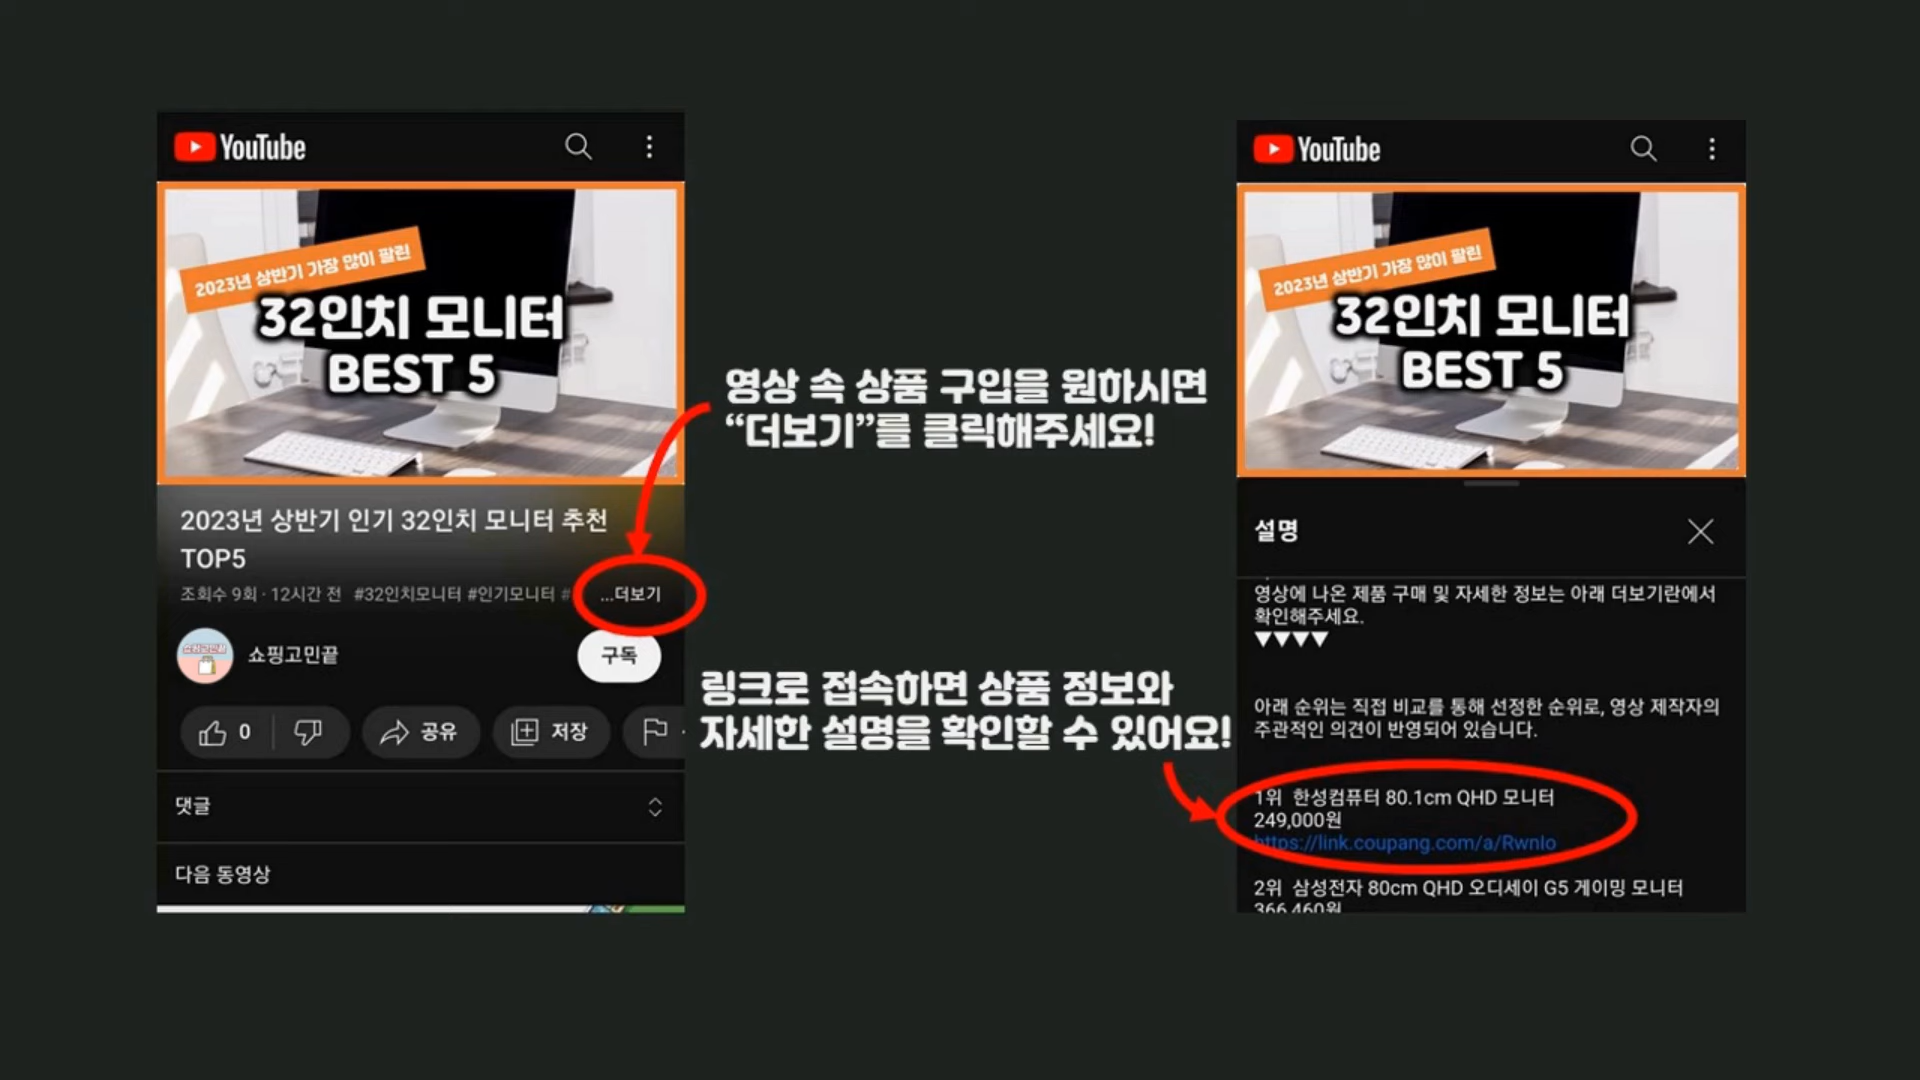 YouTube
2023년 상반기 가장 많이 팔린
32인치 모니터
BEST 5
2023년 상반기 인기 32인치 모니터 추천
TOP5
조회수 9회 · 12시간 전 #32인치모니터 #인기모니터 # ...더보기
쇼핑고민끝
쇼핑고민끝
구독
0
공유
저장
댓글
다음 동영상
영상 속 상품 구입을 원하시면
“더보기”를 클릭해주세요!
링크로 접속하면 상품 정보와
자세한 설명을 확인할 수 있어요!
YouTube
2023년 상반기 가장 많이 팔린
32인치 모니터
BEST 5
설명
영상에 나온 제품 구매 및 자세한 정보는 아래 더보기란에서
확인해주세요.
▼▼▼▼
아래 순위는 직접 비교를 통해 선정한 순위로, 영상 제작자의
주관적인 의견이 반영되어 있습니다.
1위 한성컴퓨터 80.1cm QHD 모니터
249,000원
https://link.coupang.com/a/RwnIo
2위 삼성전자 80cm QHD 오디세이 G5 게이밍 모니터
366,460원